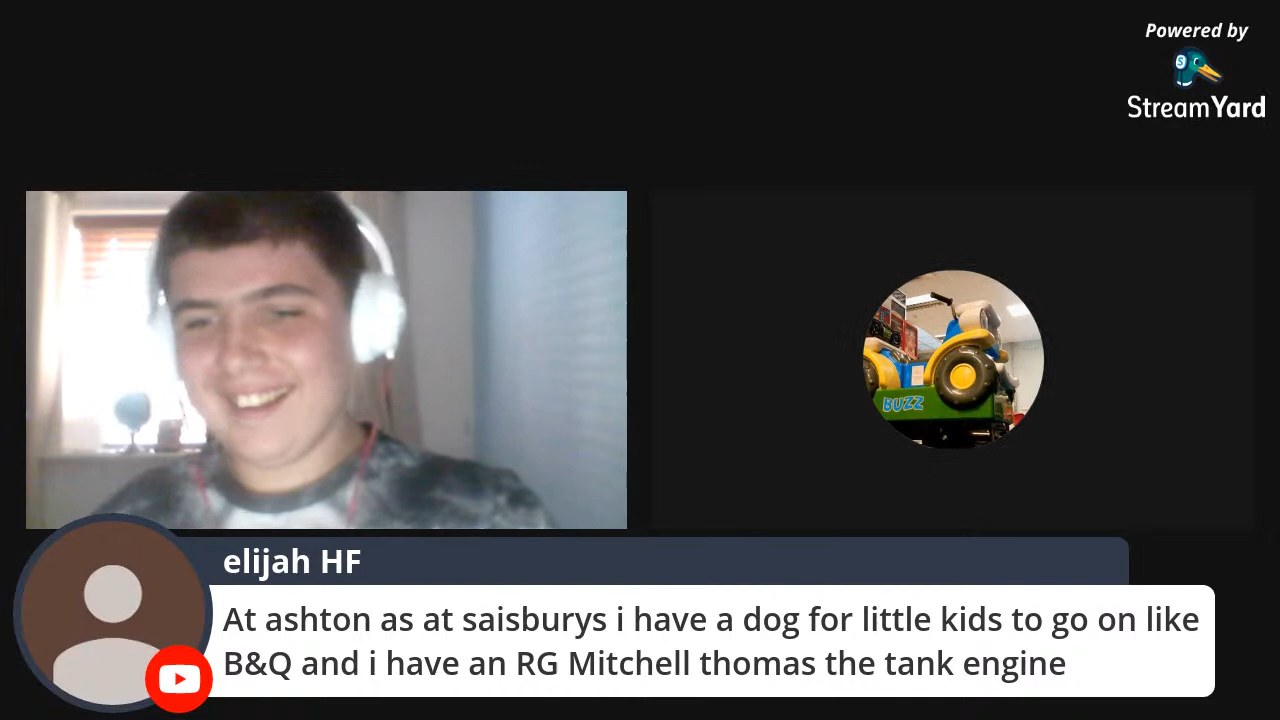 Powered by
StreamYard
BUZZ
elijah HF
At ashton as at saisburys i have a dog for little kids to go on like
B&Q and i have an RG Mitchell thomas the tank engine